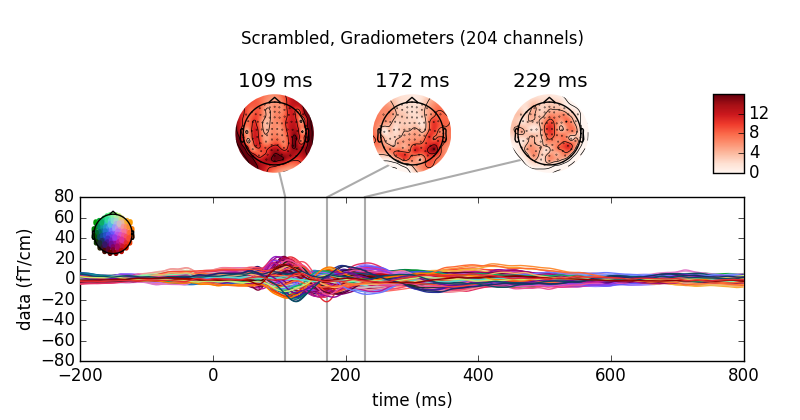 Scrambled, Gradiometers (204 channels)
109 ms 172 ms 229 ms
12
8
4
0
80
60
40
20
0
−20
−40
−60
−80
data (fT/cm)
−200 0 200 400 600 800
time (ms)